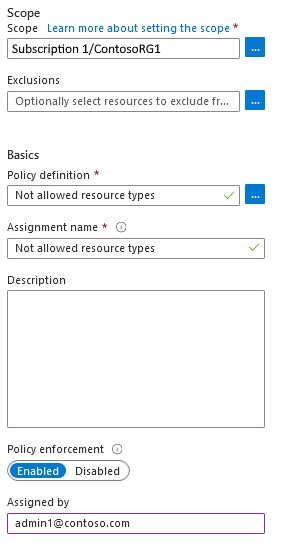 Scope
Scope Learn more about setting the scope *
Subscription 1/ContosoRG1
...
Exclusions
Optionally select resources to exclude fr...
...
Basics
Policy definition *
Not allowed resource types
...
Assignment name *
Not allowed resource types
Description
Policy enforcement
Enabled Disabled
Assigned by
admin1@contoso.com